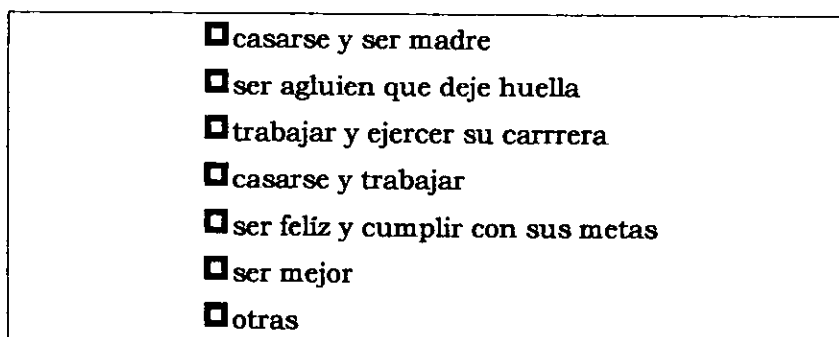 casarse y ser madre
ser agluien que deje huella
trabajar y ejercer su carrrera
casarse y trabajar
ser felíz y cumplir con sus metas
ser mejor
otras